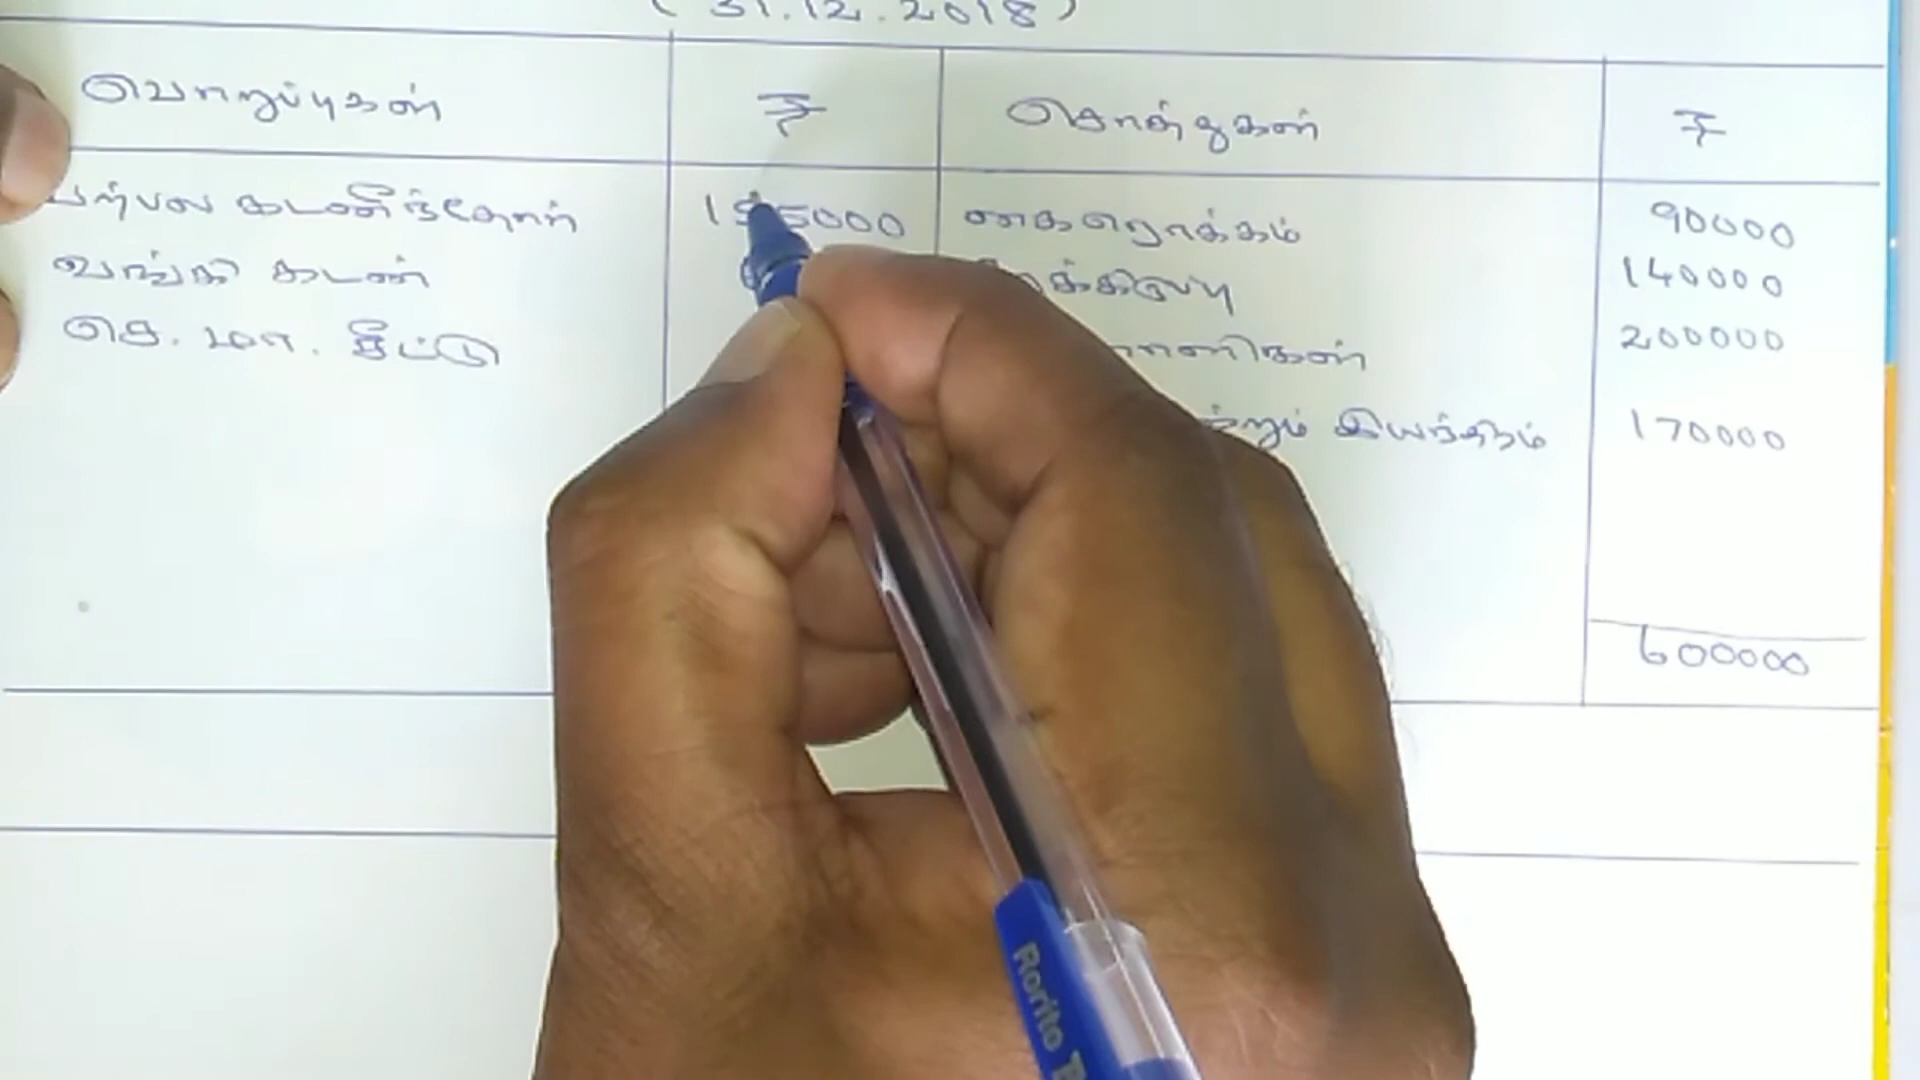 (31.12.2018)
பொறுப்புகள் ₹ சொத்துகள் ₹
பற்பல கடனீந்தோர் கைரொக்கம் 90000
வங்கி கடன் 140000
தெ. மா. சீட்டு 200000
இயந்திரம் 170000
600000
Rorito